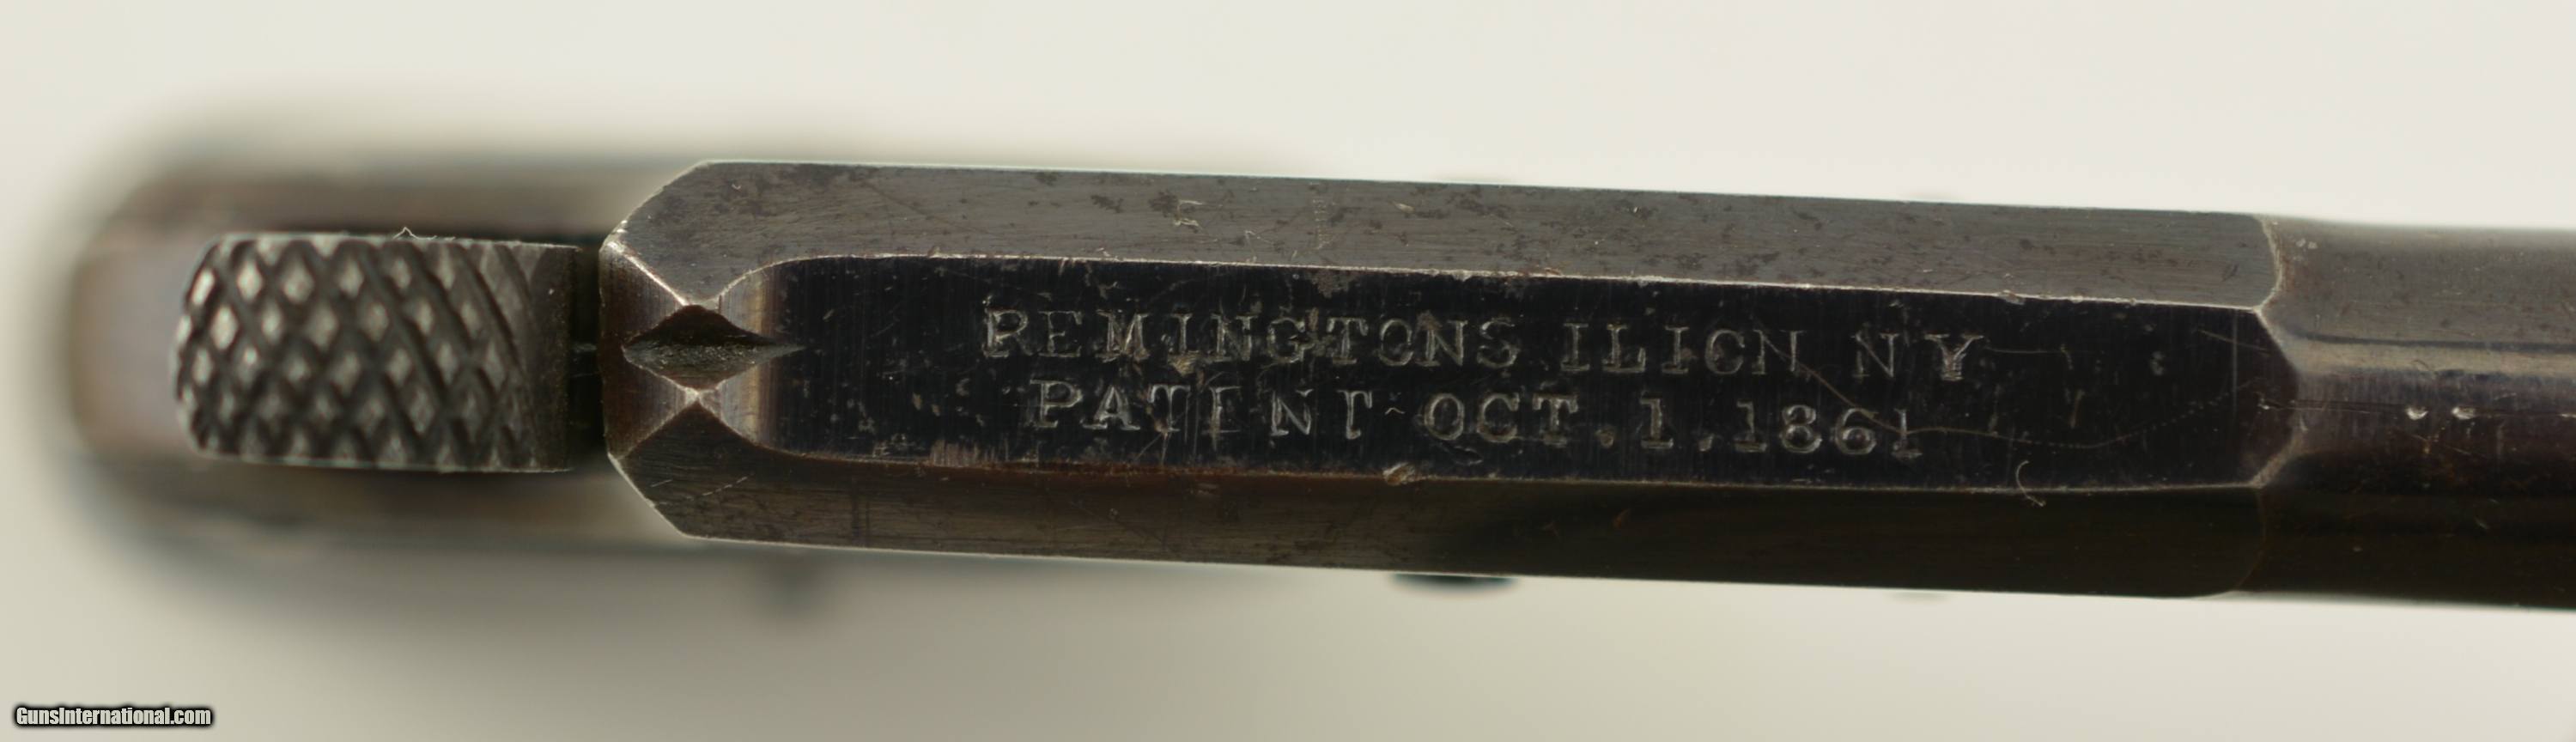 REMINGTONS ILION NY
PATENT OCT. 1. 1861
GunsInternational.com